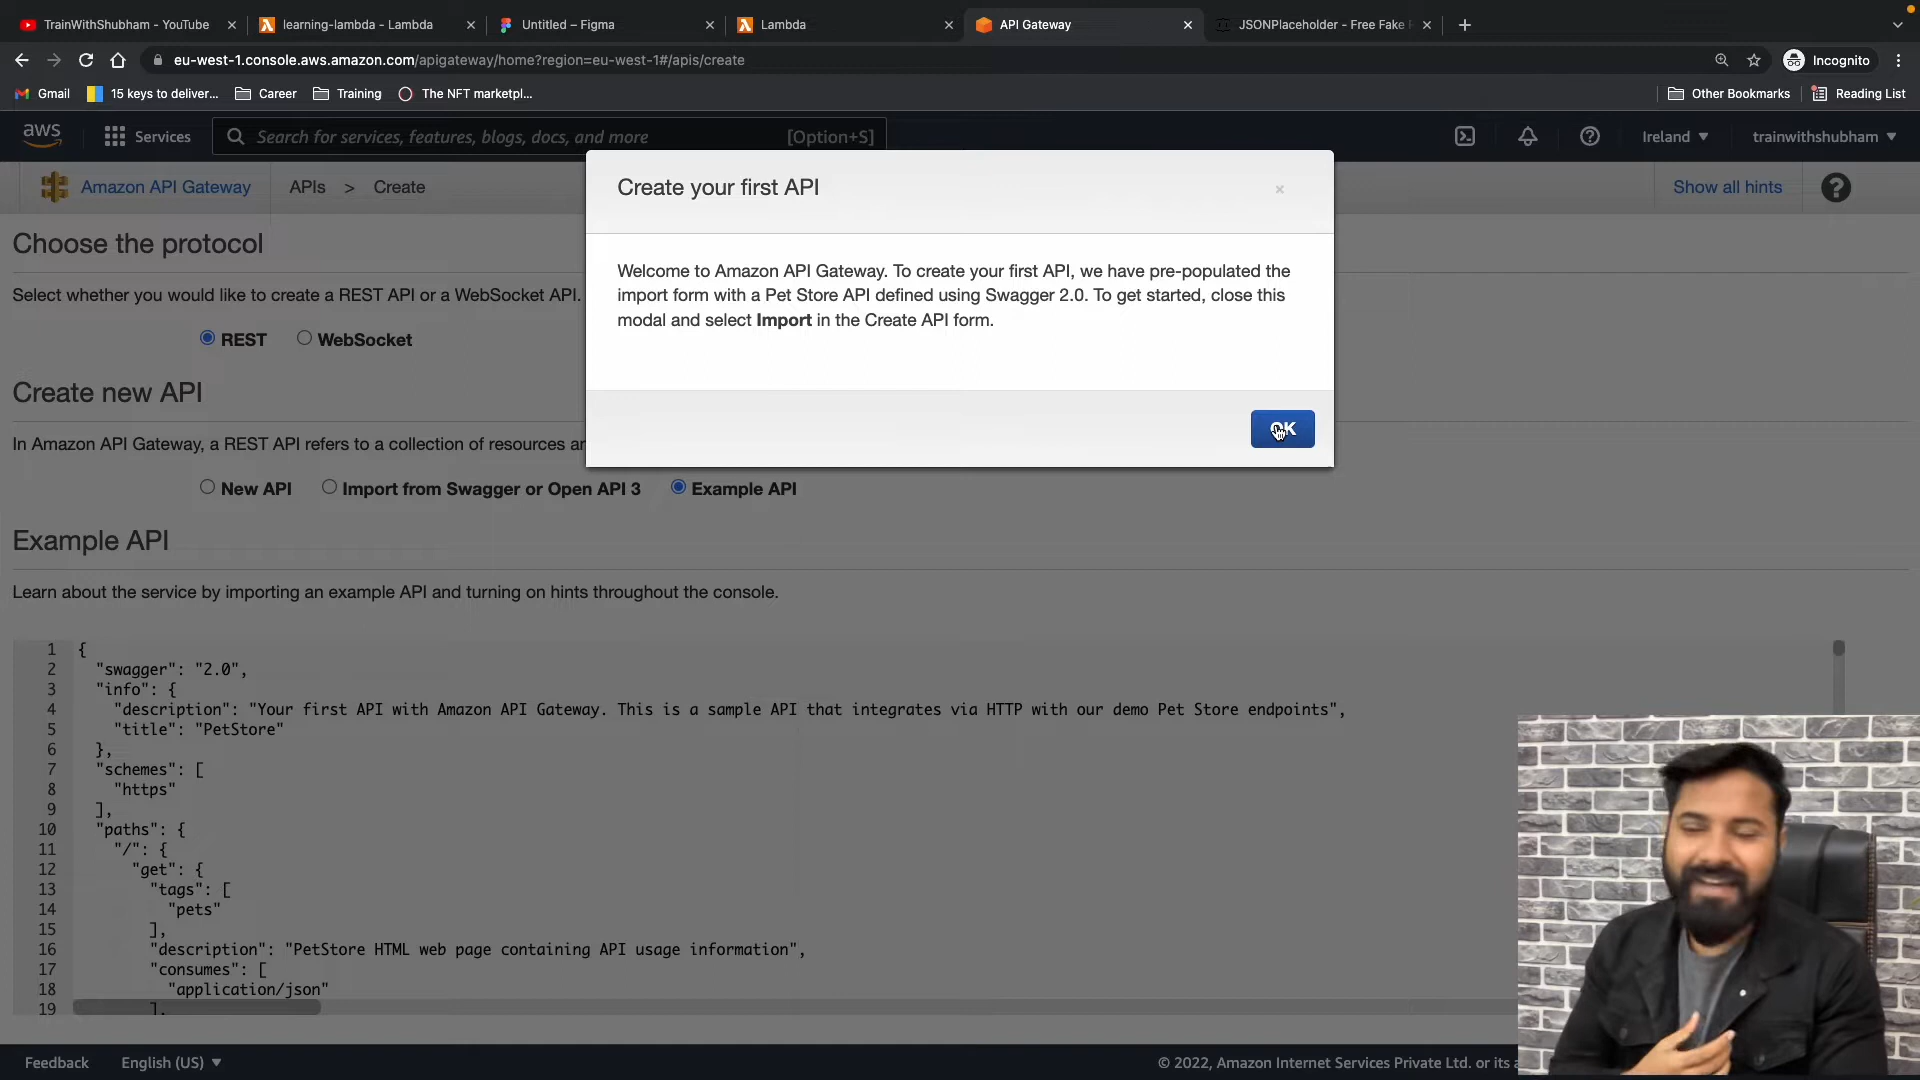 TrainWithShubham - YouTube
learning-lambda - Lambda
Untitled – Figma
Lambda
API Gateway
JSONPlaceholder - Free Fake
eu-west-1.console.aws.amazon.com/apigateway/home?region=eu-west-1#/apis/create
Incognito
Gmail
15 keys to deliver...
Career
Training
The NFT marketpl...
Other Bookmarks
Reading List
aws
Services
Search for services, features, blogs, docs, and more
[Option+S]
Ireland
trainwithshubham
Amazon API Gateway
APIs > Create
Show all hints
Create your first API
Welcome to Amazon API Gateway. To create your first API, we have pre-populated the
import form with a Pet Store API defined using Swagger 2.0. To get started, close this
modal and select Import in the Create API form.
OK
Choose the protocol
Select whether you would like to create a REST API or a WebSocket API.
REST
WebSocket
Create new API
In Amazon API Gateway, a REST API refers to a collection of resources
New API
Import from Swagger or Open API 3
Example API
Example API
Learn about the service by importing an example API and turning on hints throughout the console.
1 {
2 "swagger": "2.0",
3 "info": {
4 "description": "Your first API with Amazon API Gateway. This is a sample API that integrates via HTTP with our demo Pet Store endpoints",
5 "title": "PetStore"
6 },
7 "schemes": [
8 "https"
9 ],
10 "paths": {
11 "/": {
12 "get": {
13 "tags": [
14 "pets"
15 ],
16 "description": "PetStore HTML web page containing API usage information",
17 "consumes": [
18 "application/json"
19 ],
Feedback
English (US)
© 2022, Amazon Internet Services Private Ltd. or its